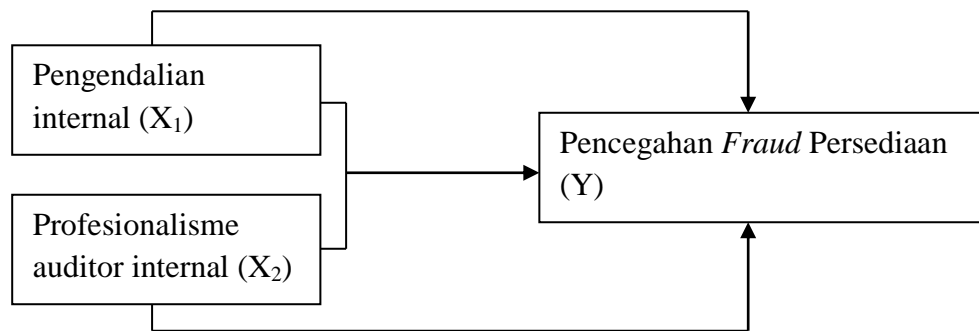 Pengendalian
internal (X₁)
Profesionalisme
auditor internal (X₂)
Pencegahan Fraud Persediaan
(Y)